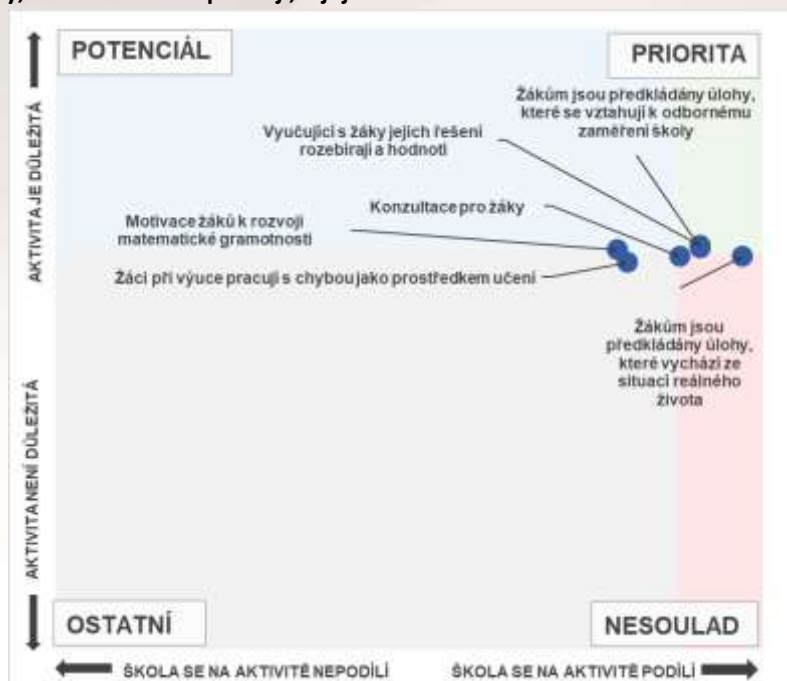 POTENCIÁL
PRIORITA
Žákům jsou předkládány úlohy,
které se vztahují k odbornému
zaměření školy
Vyučující s žáky jejich řešení
rozebírají a hodnotí
Konzultace pro žáky
Motivace žáků k rozvoji
matematické gramotnosti
Žáci při výuce pracují s chybou jako prostředkem učení
Žákům jsou
předkládány úlohy,
které vychází ze
situací reálného
života
AKTIVITA JE DŮLEŽITÁ
AKTIVITA NENÍ DŮLEŽITÁ
OSTATNÍ
NESOULAD
ŠKOLA SE NA AKTIVITĚ NEPODÍLÍ
ŠKOLA SE NA AKTIVITĚ PODÍLÍ